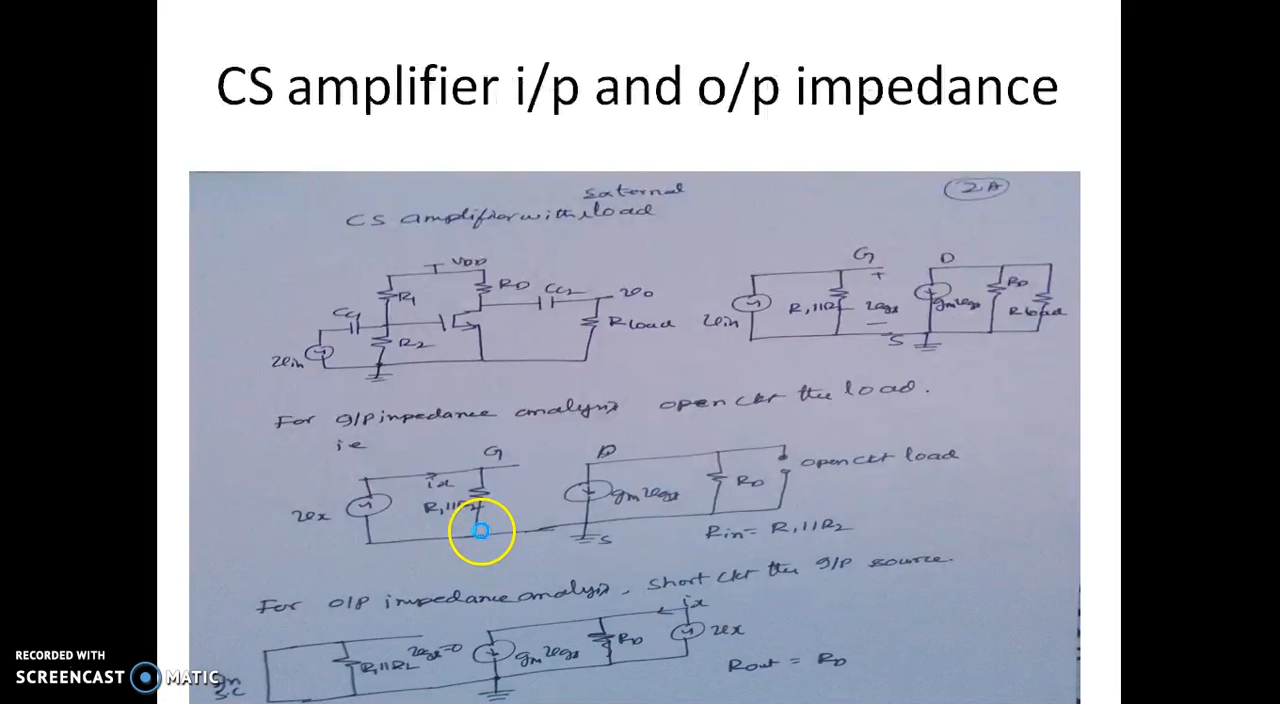 CS amplifier i/p and o/p impedance
external
2A
CS amplifier with load
VDD
R1
RD
CC2
vo
CC1
R2
Rload
vin
G
D
+
vin
R1||R2
vgs
gmvgs
RD
Rload
-
S
For i/p impedance analysis open ckt the load.
ie
G
D
ix
vx
gmvgs
RD
open ckt load
S
Rin = R1||R2
For o/p impedance analysis, short ckt the i/p source.
ix
R1||R2
vgs=0
gmvgs
RD
vx
Rout = RD
SC
RECORDED WITH
SCREENCAST MATIC